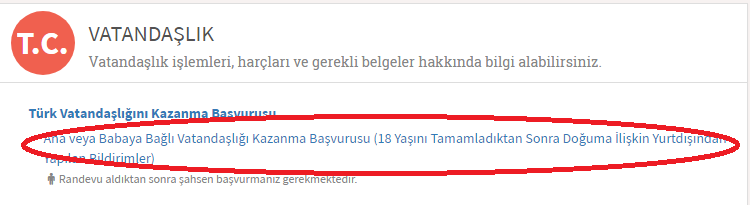 T.C.
VATANDAŞLIK
Vatandaşlık işlemleri, harçları ve gerekli belgeler hakkında bilgi alabilirsiniz.
Türk Vatandaşlığını Kazanma Başvurusu
Ana veya Babaya Bağlı Vatandaşlığı Kazanma Başvurusu (18 Yaşını Tamamladıktan Sonra Doğuma İlişkin Yurtdışından
Yapılan Bildirimler)
Randevu aldıktan sonra şahsen başvurmanız gerekmektedir.